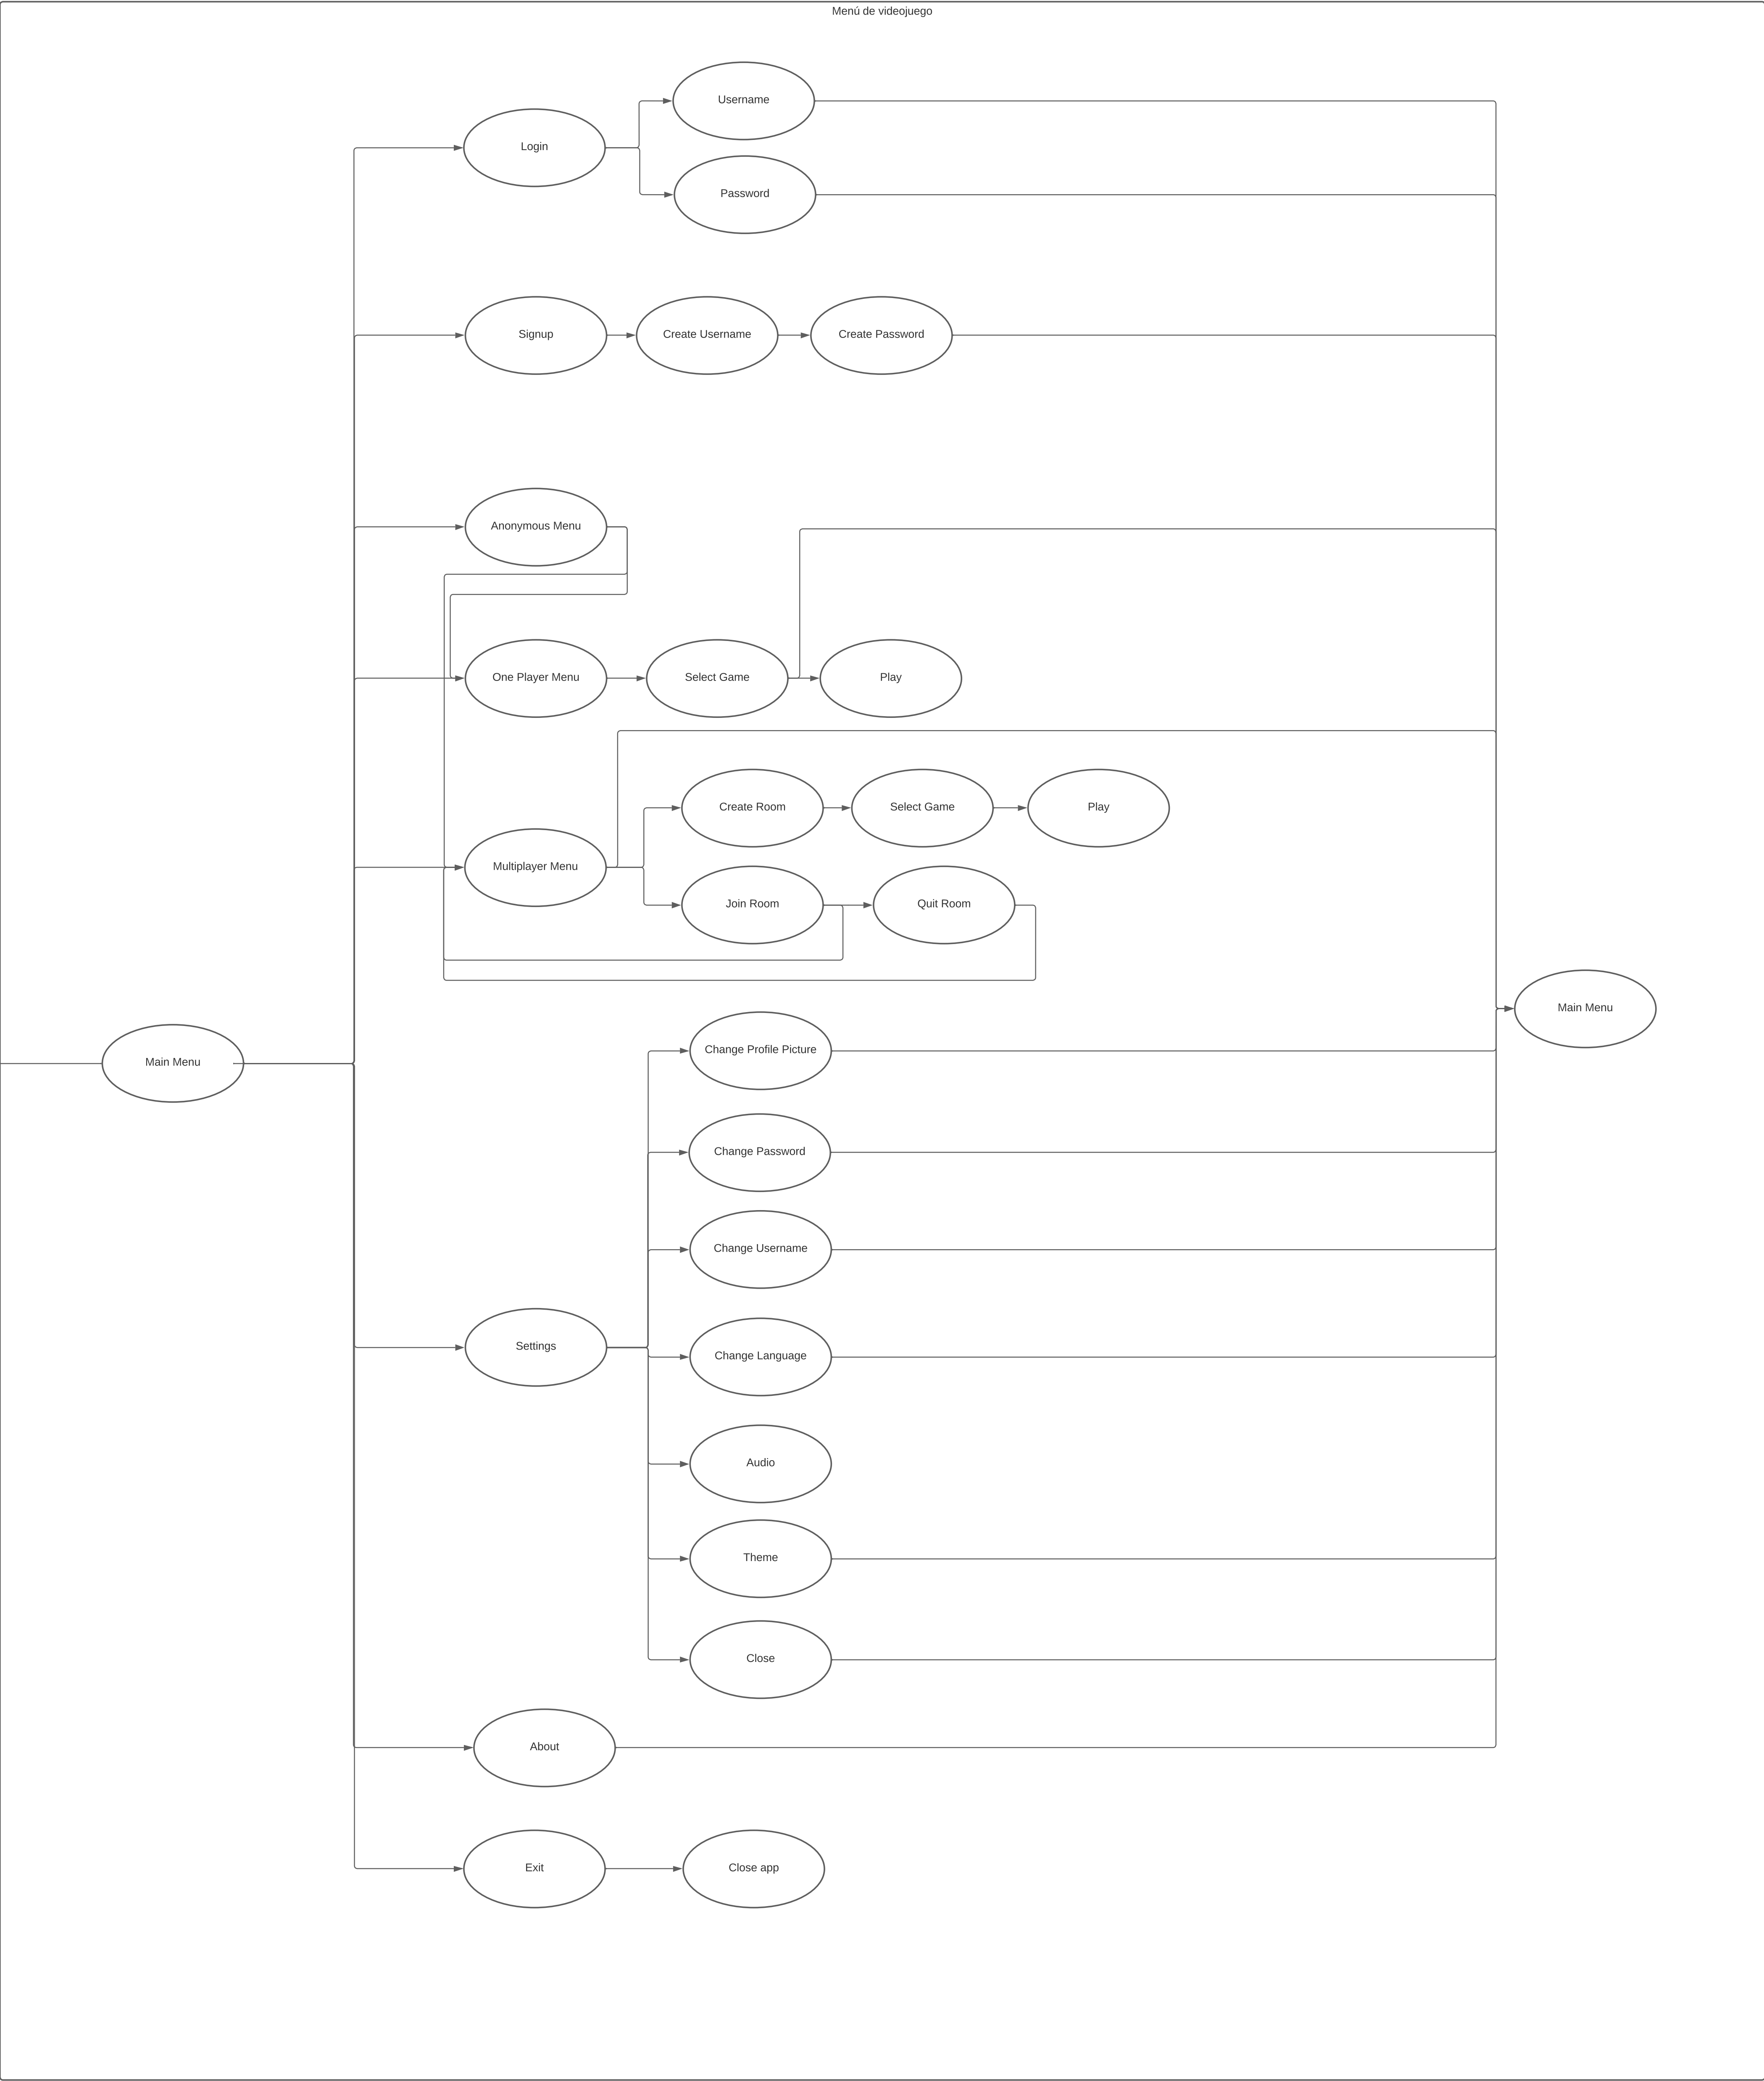 Menú de videojuego
Username
Login
Password
Signup
Create Username
Create Password
Anonymous Menu
One Player Menu
Select Game
Play
Create Room
Select Game
Play
Multiplayer Menu
Join Room
Quit Room
Main Menu
Change Profile Picture
Main Menu
Change Password
Change Username
Settings
Change Language
Audio
Theme
Close
About
Exit
Close app